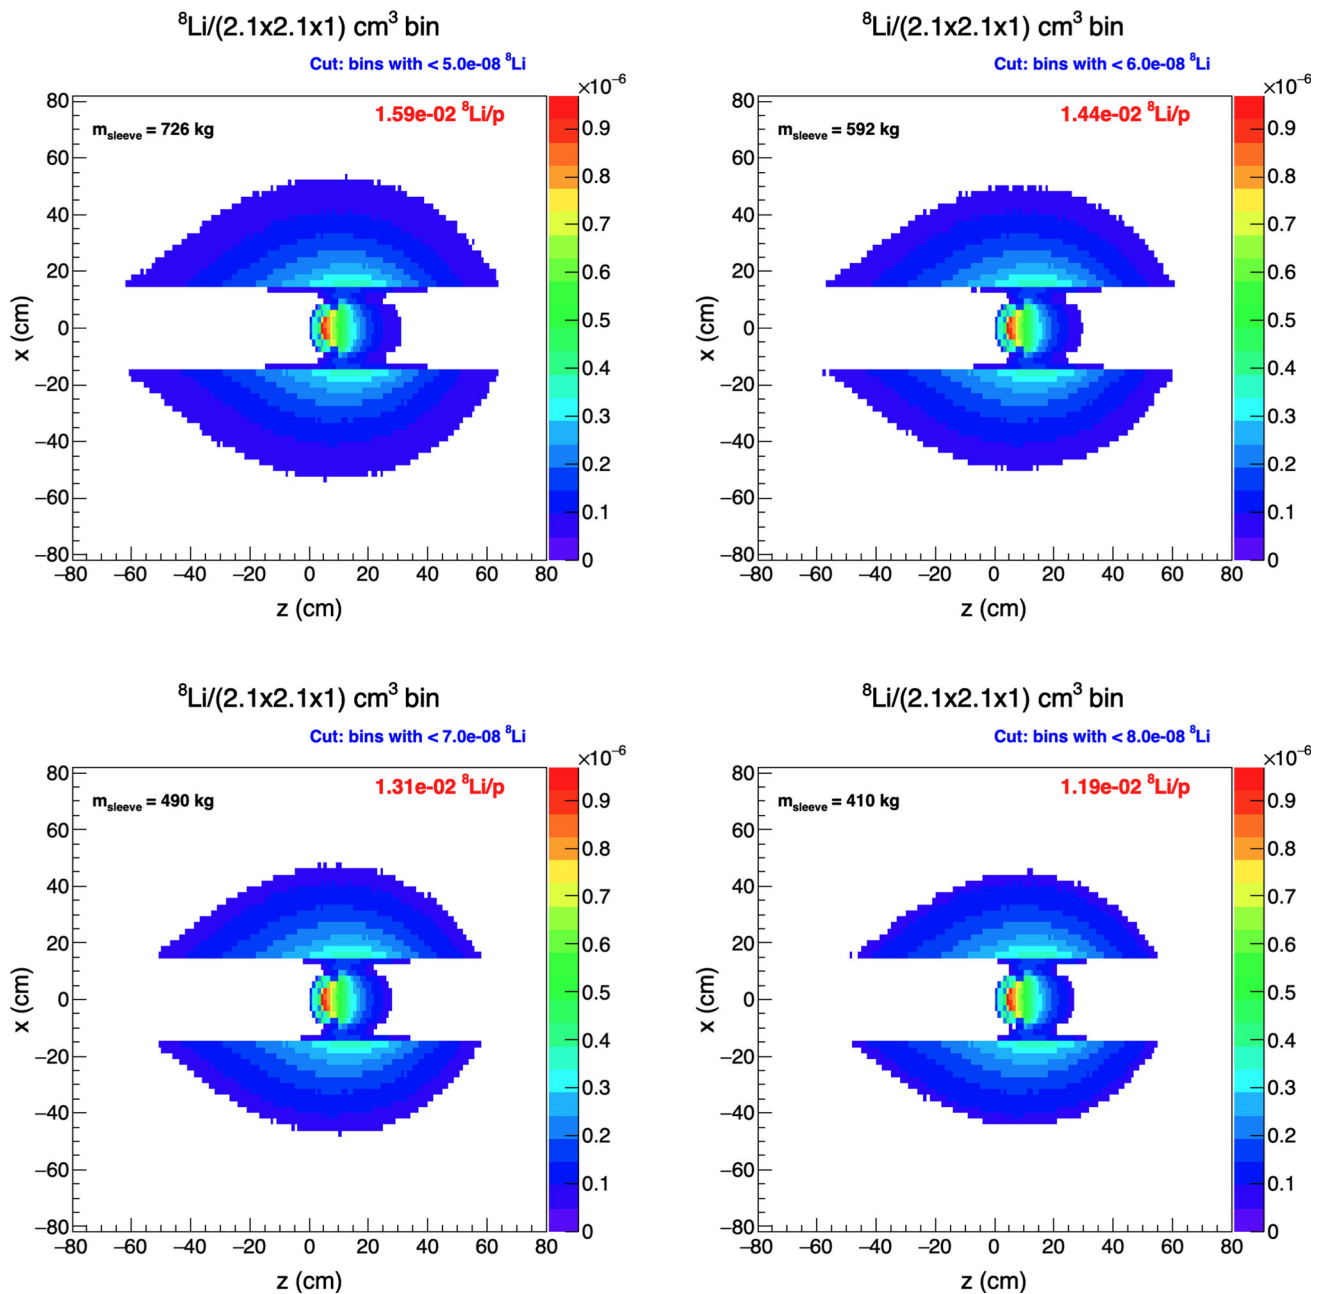 ⁸Li/(2.1x2.1x1) cm³ bin
Cut: bins with < 5.0e-08 ⁸Li
×10⁻⁶
1.59e-02 ⁸Li/p
m_sleeve = 726 kg
x (cm)
80
60
40
20
0
−20
−40
−60
−80
−80 −60 −40 −20 0 20 40 60 80
z (cm)
0.9
0.8
0.7
0.6
0.5
0.4
0.3
0.2
0.1
0
⁸Li/(2.1x2.1x1) cm³ bin
Cut: bins with < 6.0e-08 ⁸Li
×10⁻⁶
1.44e-02 ⁸Li/p
m_sleeve = 592 kg
x (cm)
80
60
40
20
0
−20
−40
−60
−80
−80 −60 −40 −20 0 20 40 60 80
z (cm)
0.9
0.8
0.7
0.6
0.5
0.4
0.3
0.2
0.1
0
⁸Li/(2.1x2.1x1) cm³ bin
Cut: bins with < 7.0e-08 ⁸Li
×10⁻⁶
1.31e-02 ⁸Li/p
m_sleeve = 490 kg
x (cm)
80
60
40
20
0
−20
−40
−60
−80
−80 −60 −40 −20 0 20 40 60 80
z (cm)
0.9
0.8
0.7
0.6
0.5
0.4
0.3
0.2
0.1
0
⁸Li/(2.1x2.1x1) cm³ bin
Cut: bins with < 8.0e-08 ⁸Li
×10⁻⁶
1.19e-02 ⁸Li/p
m_sleeve = 410 kg
x (cm)
80
60
40
20
0
−20
−40
−60
−80
−80 −60 −40 −20 0 20 40 60 80
z (cm)
0.9
0.8
0.7
0.6
0.5
0.4
0.3
0.2
0.1
0